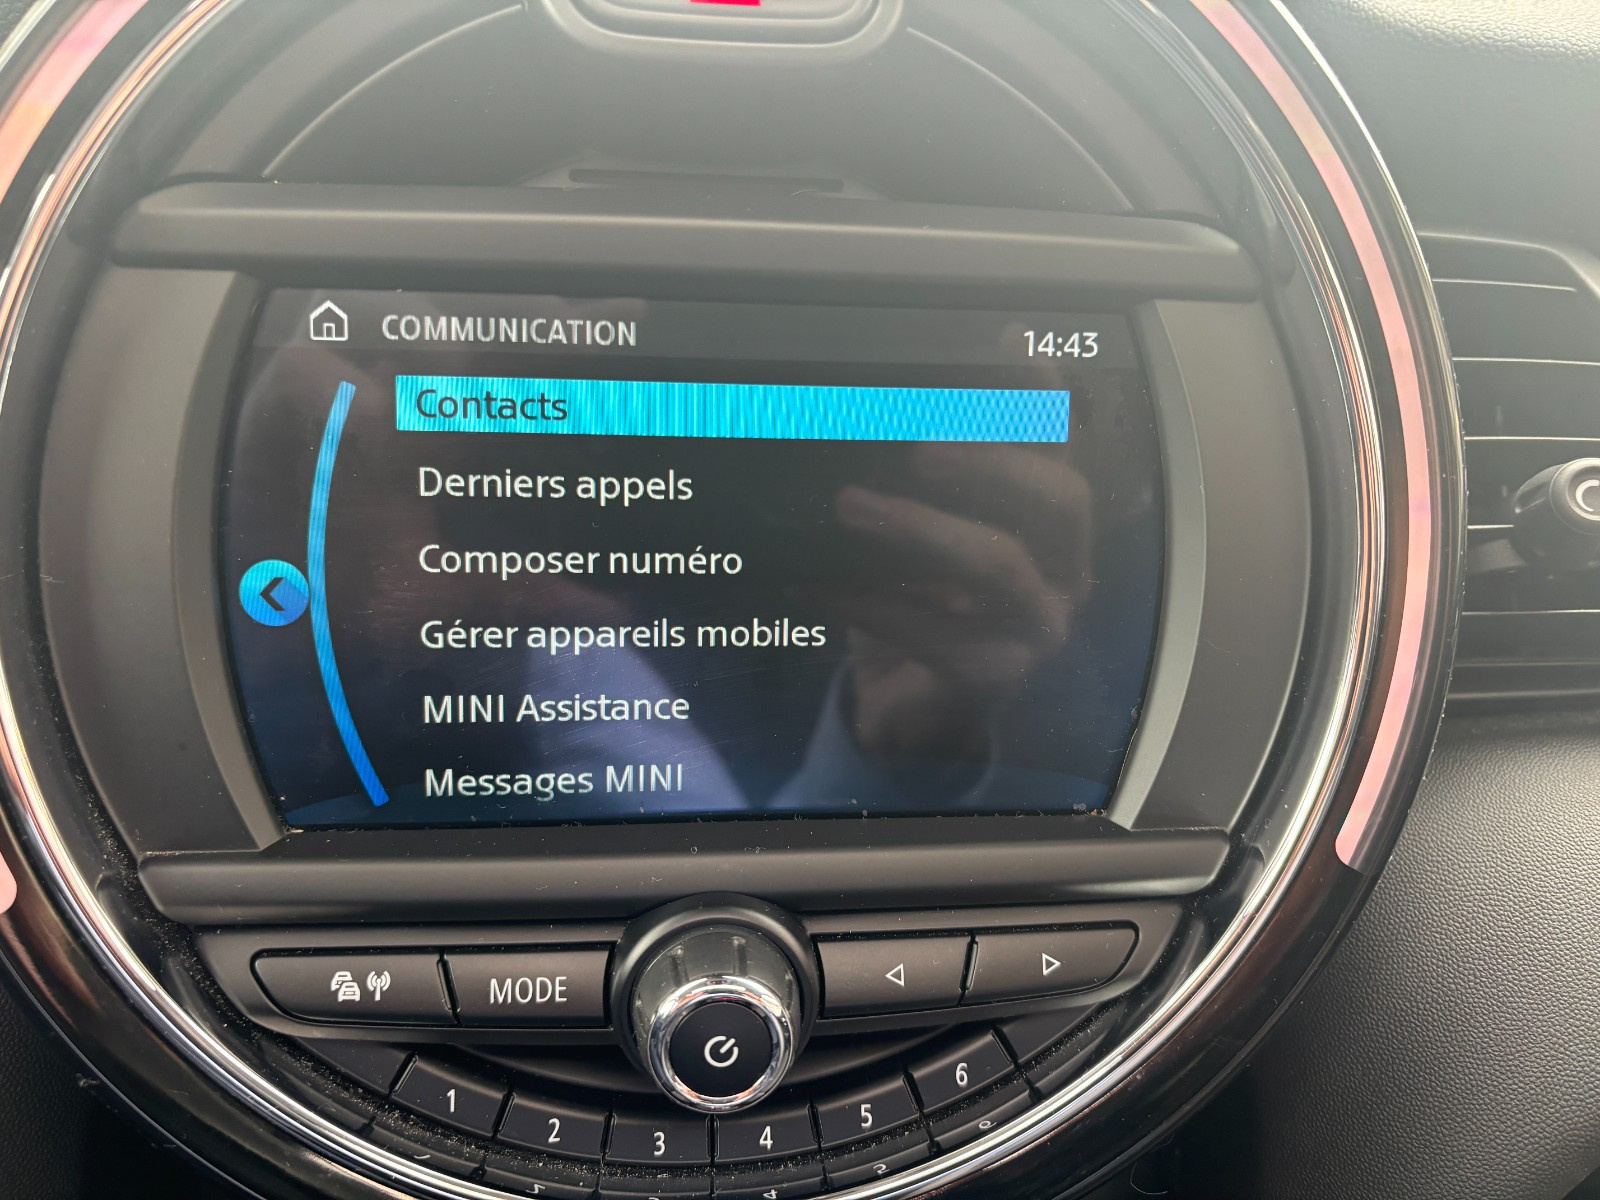 COMMUNICATION 14:43
Contacts
Derniers appels
Composer numéro
Gérer appareils mobiles
MINI Assistance
Messages MINI
MODE
1 2 3 4 5 6